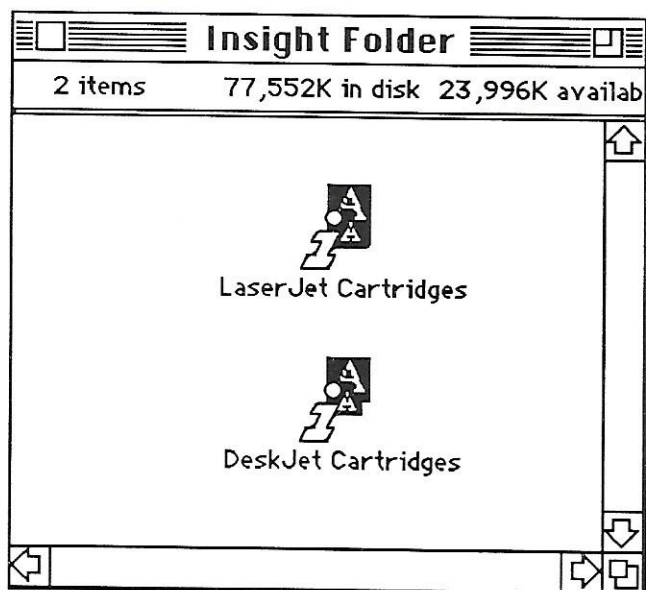 Insight Folder
2 items 77,552K in disk 23,996K availab
LaserJet Cartridges
DeskJet Cartridges